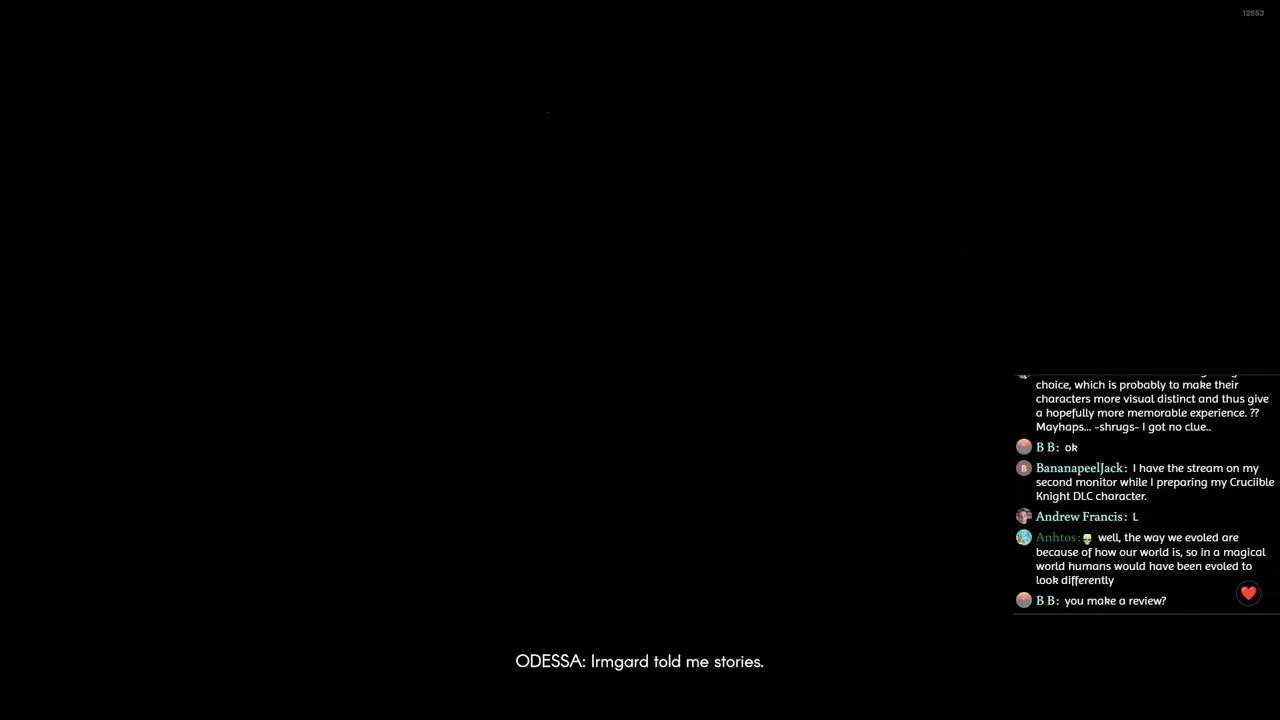 12653
choice, which is probably to make their
characters more visual distinct and thus give
a hopefully more memorable experience. ??
Mayhaps... -shrugs- I got no clue..
B B: ok
B BananapeelJack: I have the stream on my
second monitor while I preparing my Cruciible
Knight DLC character.
Andrew Francis: L
Anhtos: well, the way we evoled are
because of how our world is, so in a magical
world humans would have been evoled to
look differently
B B: you make a review?
ODESSA: Irmgard told me stories.